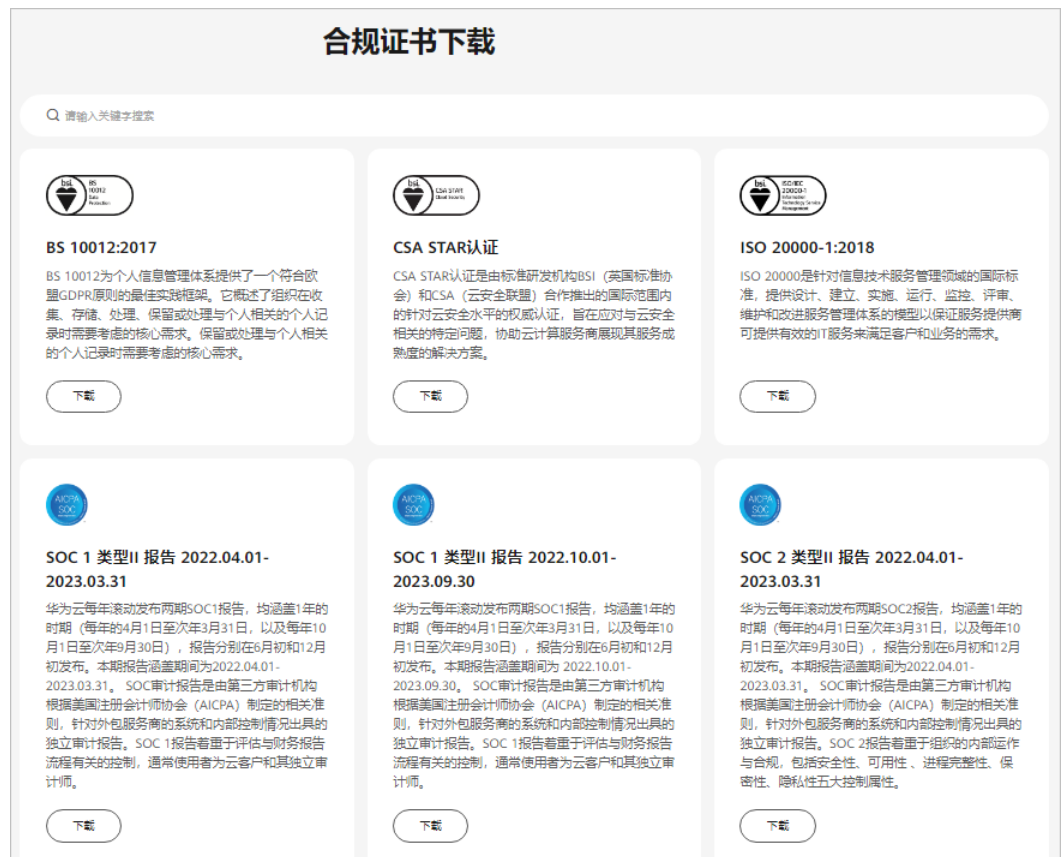 合规证书下载
请输入关键字搜索
bsi.
BS
10012
Data
Protection
BS 10012:2017
BS 10012为个人信息管理体系提供了一个符合欧
盟GDPR原则的最佳实践框架。它概述了组织在收
集、存储、处理、保留或处理与个人相关的个人记
录时需要考虑的核心需求。保留或处理与个人相关
的个人记录时需要考虑的核心需求。
下载
bsi.
CSA STAR
Cloud Security
CSA STAR认证
CSA STAR认证是由标准研发机构BSI（英国标准协
会）和CSA（云安全联盟）合作推出的国际范围内
的针对云安全水平的权威认证，旨在应对与云安全
相关的特定问题，协助云计算服务商展现其服务成
熟度的解决方案。
下载
bsi.
ISO/IEC
20000-1
Information
Technology Service
Management
ISO 20000-1:2018
ISO 20000是针对信息技术服务管理领域的国际标
准，提供设计、建立、实施、运行、监控、评审、
维护和改进服务管理体系的模型以保证服务提供商
可提供有效的IT服务来满足客户和业务的需求。
下载
AICPA
SOC
SOC 1 类型II 报告 2022.04.01-
2023.03.31
华为云每年滚动发布两期SOC1报告，均涵盖1年的
时期（每年的4月1日至次年3月31日，以及每年10
月1日至次年9月30日），报告分别在6月初和12月
初发布。本期报告涵盖期间为2022.04.01-
2023.03.31。 SOC审计报告是由第三方审计机构
根据美国注册会计师协会（AICPA）制定的相关准
则，针对外包服务商的系统和内部控制情况出具的
独立审计报告。SOC 1报告着重于评估与财务报告
流程有关的控制，通常使用者为云客户和其独立审
计师。
下载
AICPA
SOC
SOC 1 类型II 报告 2022.10.01-
2023.09.30
华为云每年滚动发布两期SOC1报告，均涵盖1年的
时期（每年的4月1日至次年3月31日，以及每年10
月1日至次年9月30日），报告分别在6月初和12月
初发布。本期报告涵盖期间为 2022.10.01-
2023.09.30。 SOC审计报告是由第三方审计机构
根据美国注册会计师协会（AICPA）制定的相关准
则，针对外包服务商的系统和内部控制情况出具的
独立审计报告。SOC 1报告着重于评估与财务报告
流程有关的控制，通常使用者为云客户和其独立审
计师。
下载
AICPA
SOC
SOC 2 类型II 报告 2022.04.01-
2023.03.31
华为云每年滚动发布两期SOC2报告，均涵盖1年的
时期（每年的4月1日至次年3月31日，以及每年10
月1日至次年9月30日），报告分别在6月初和12月
初发布。本期报告涵盖期间为2022.04.01-
2023.03.31。 SOC审计报告是由第三方审计机构
根据美国注册会计师协会（AICPA）制定的相关准
则，针对外包服务商的系统和内部控制情况出具的
独立审计报告。SOC 2报告着重于组织的内部运作
与合规，包括安全性、可用性 、进程完整性、保
密性、隐私性五大控制属性。
下载